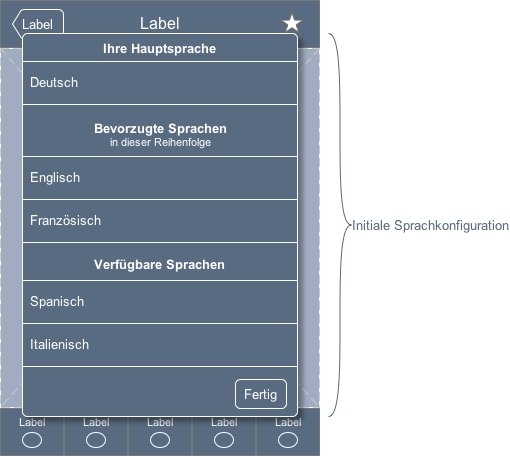 Label
Label
Ihre Hauptsprache
Deutsch
Bevorzugte Sprachen
in dieser Reihenfolge
Englisch
Französisch
Initiale Sprachkonfiguration
Verfügbare Sprachen
Spanisch
Italienisch
Fertig
Label Label Label Label Label